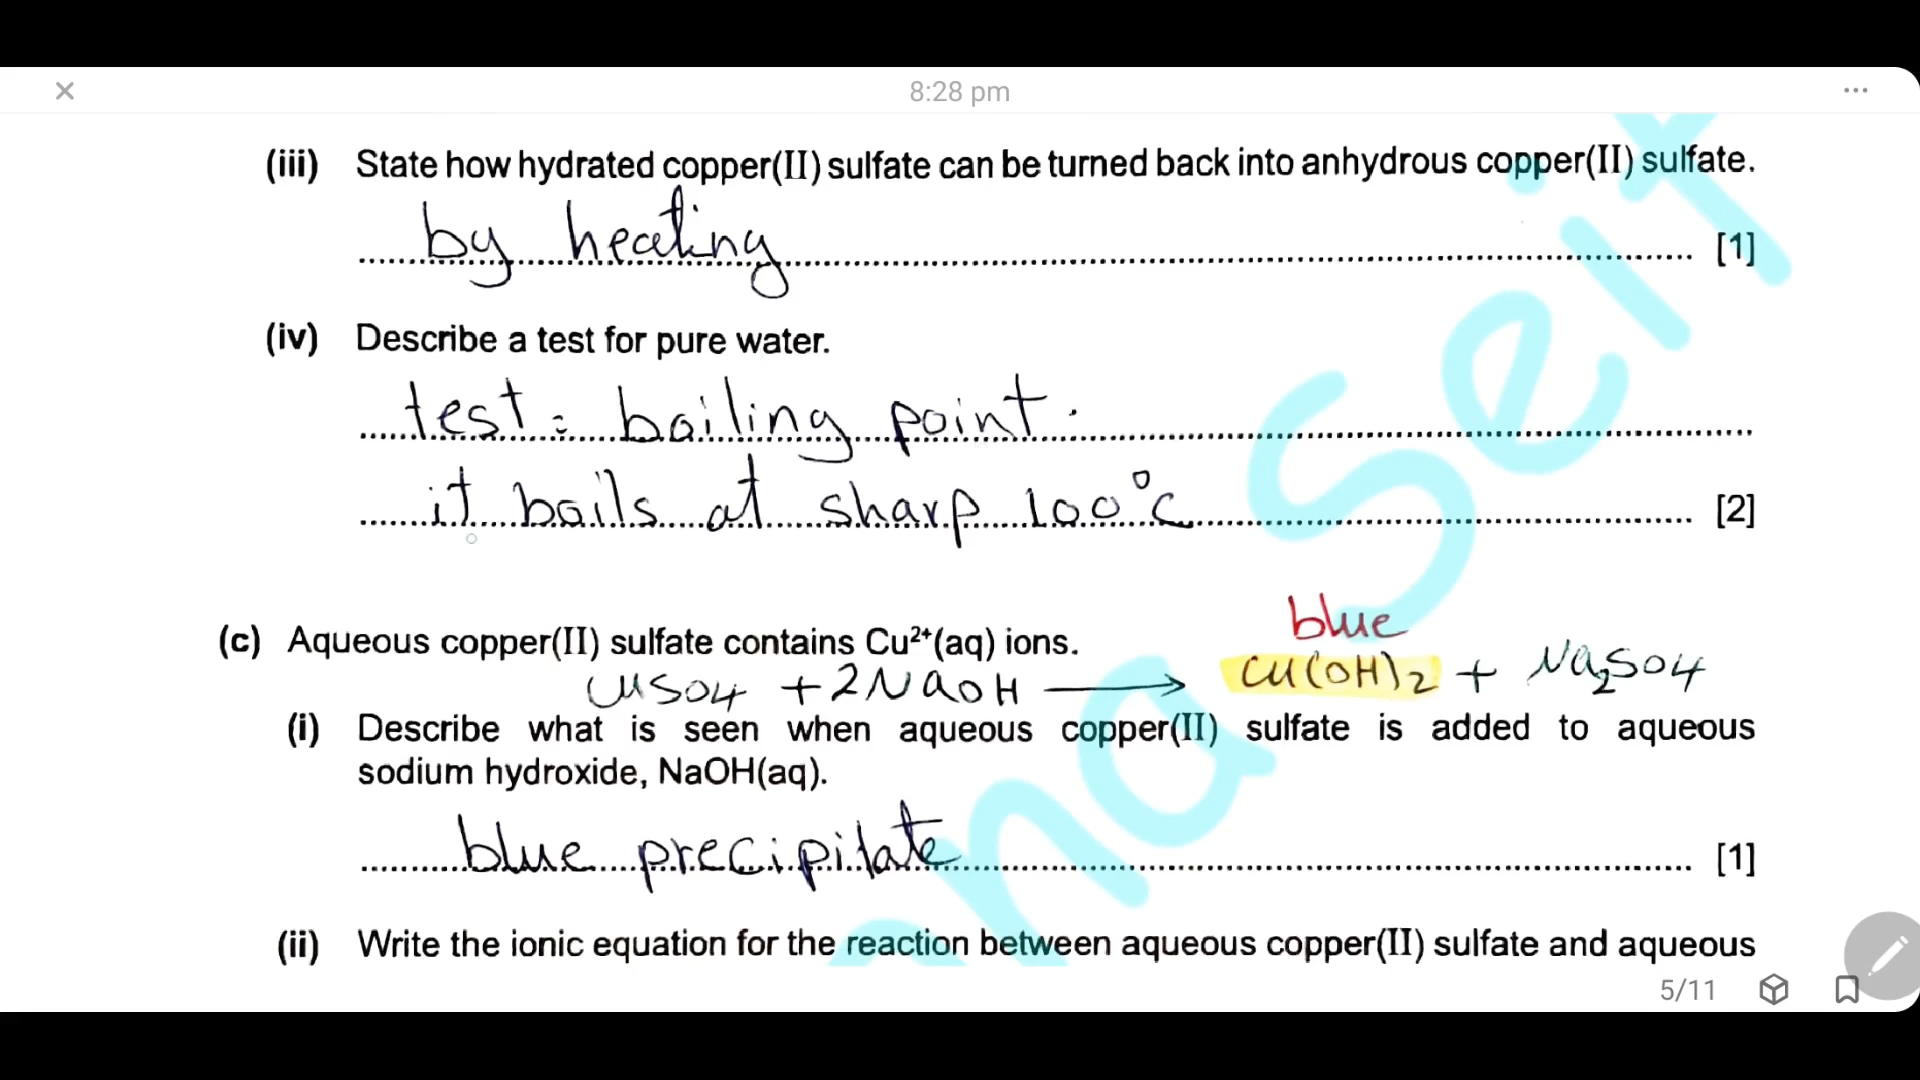 8:28 pm
(iii) State how hydrated copper(II) sulfate can be turned back into anhydrous copper(II) sulfate.
by heating [1]
(iv) Describe a test for pure water.
test: boiling point.
it boils at sharp 100°C [2]
blue
(c) Aqueous copper(II) sulfate contains Cu²⁺(aq) ions.
CuSO4 + 2NaOH → Cu(OH)2 + Na2SO4
(i) Describe what is seen when aqueous copper(II) sulfate is added to aqueous
sodium hydroxide, NaOH(aq).
blue precipitate [1]
(ii) Write the ionic equation for the reaction between aqueous copper(II) sulfate and aqueous
5/11
na Seif